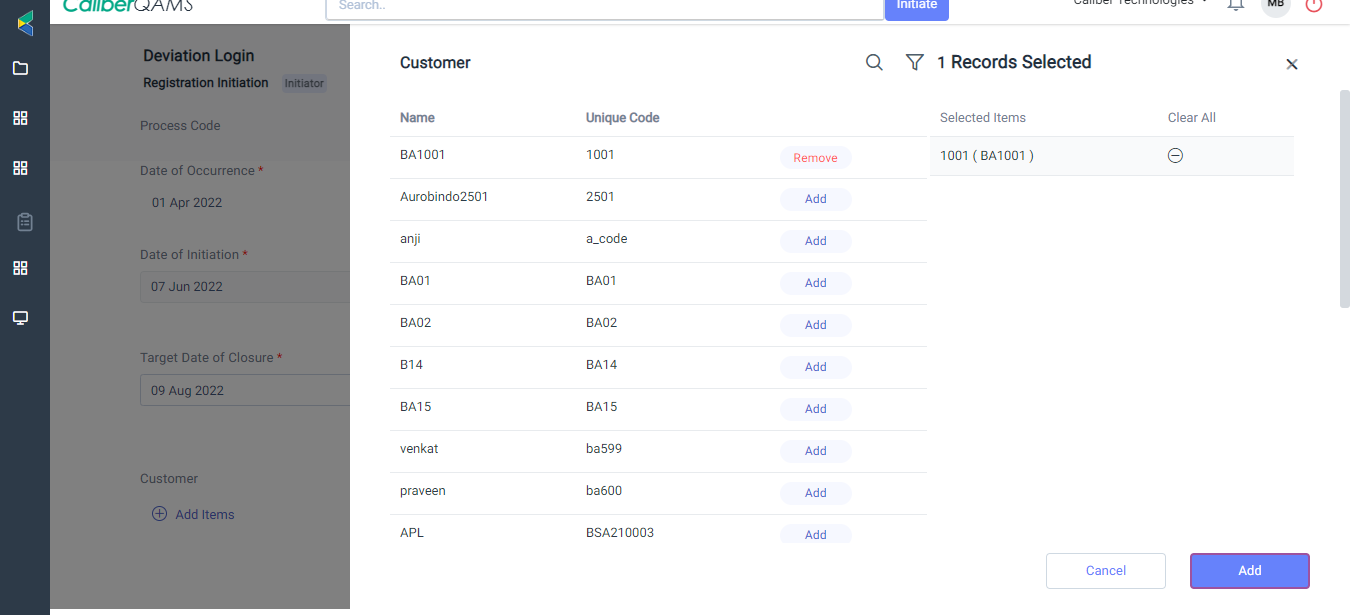 CaliberQAMS
Search..
Initiate
Caliber Technologies
MB
Deviation Login
Registration Initiation Initiator
Process Code
Date of Occurrence *
01 Apr 2022
Date of Initiation *
07 Jun 2022
Target Date of Closure *
09 Aug 2022
Customer
Add Items
Customer
1 Records Selected
Name Unique Code
BA1001 1001 Remove
Aurobindo2501 2501 Add
anji a_code Add
BA01 BA01 Add
BA02 BA02 Add
B14 BA14 Add
BA15 BA15 Add
venkat ba599 Add
praveen ba600 Add
APL BSA210003 Add
Selected Items Clear All
1001 ( BA1001 )
Cancel Add